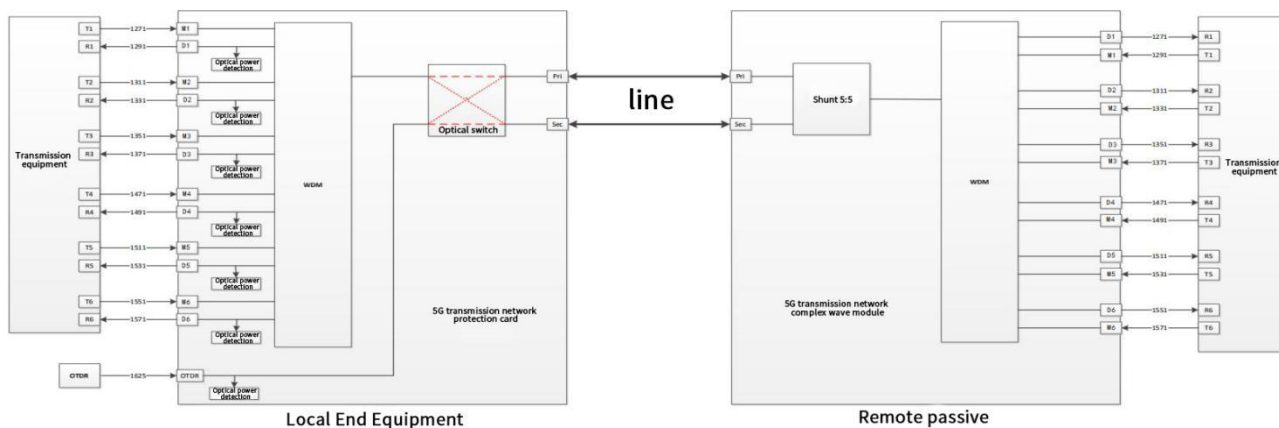 T1
1271
M1
R1
1291
D1
Optical power
detection
T2
1311
M2
R2
1331
D2
Optical power
detection
T3
1351
M3
R3
1371
D3
Optical power
detection
Transmission
equipment
T4
1471
M4
R4
1491
D4
Optical power
detection
T5
1511
M5
R5
1531
D5
Optical power
detection
T6
1551
M6
R6
1571
D6
Optical power
detection
OTDR
1625
OTDR
Optical power
detection
WDM
Optical switch
Pri
Sec
5G transmission network
protection card
Local End Equipment
line
Pri
Sec
Shunt 5:5
WDM
5G transmission network
complex wave module
Remote passive
D1
1271
R1
M1
1291
T1
D2
1311
R2
M2
1331
T2
D3
1351
R3
M3
1371
T3
Transmission
equipment
D4
1471
R4
M4
1491
T4
D5
1511
R5
M5
1531
T5
D6
1551
R6
M6
1571
T6